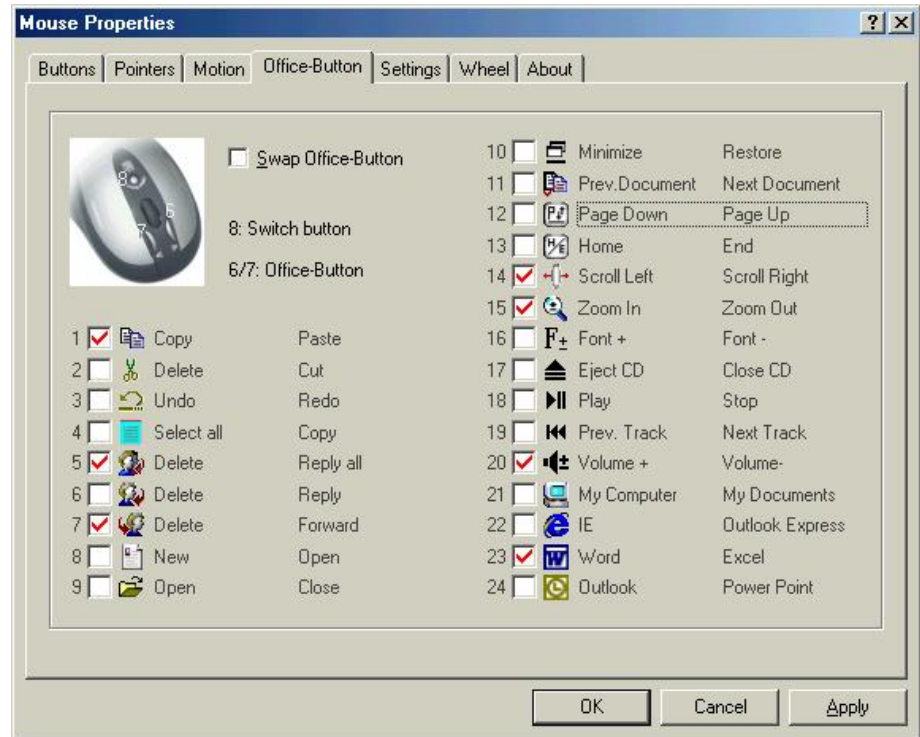 Mouse Properties
? X
Buttons Pointers Motion Office-Button Settings Wheel About
8
6
7
Swap Office-Button
8: Switch button
6/7: Office-Button
1 Copy Paste
2 Delete Cut
3 Undo Redo
4 Select all Copy
5 Delete Reply all
6 Delete Reply
7 Delete Forward
8 New Open
9 Open Close
10 Minimize Restore
11 Prev.Document Next Document
12 Page Down Page Up
13 H/E Home End
14 Scroll Left Scroll Right
15 Zoom In Zoom Out
16 F± Font + Font -
17 Eject CD Close CD
18 Play Stop
19 Prev. Track Next Track
20 Volume + Volume-
21 My Computer My Documents
22 IE Outlook Express
23 W Word Excel
24 Outlook Power Point
OK Cancel Apply